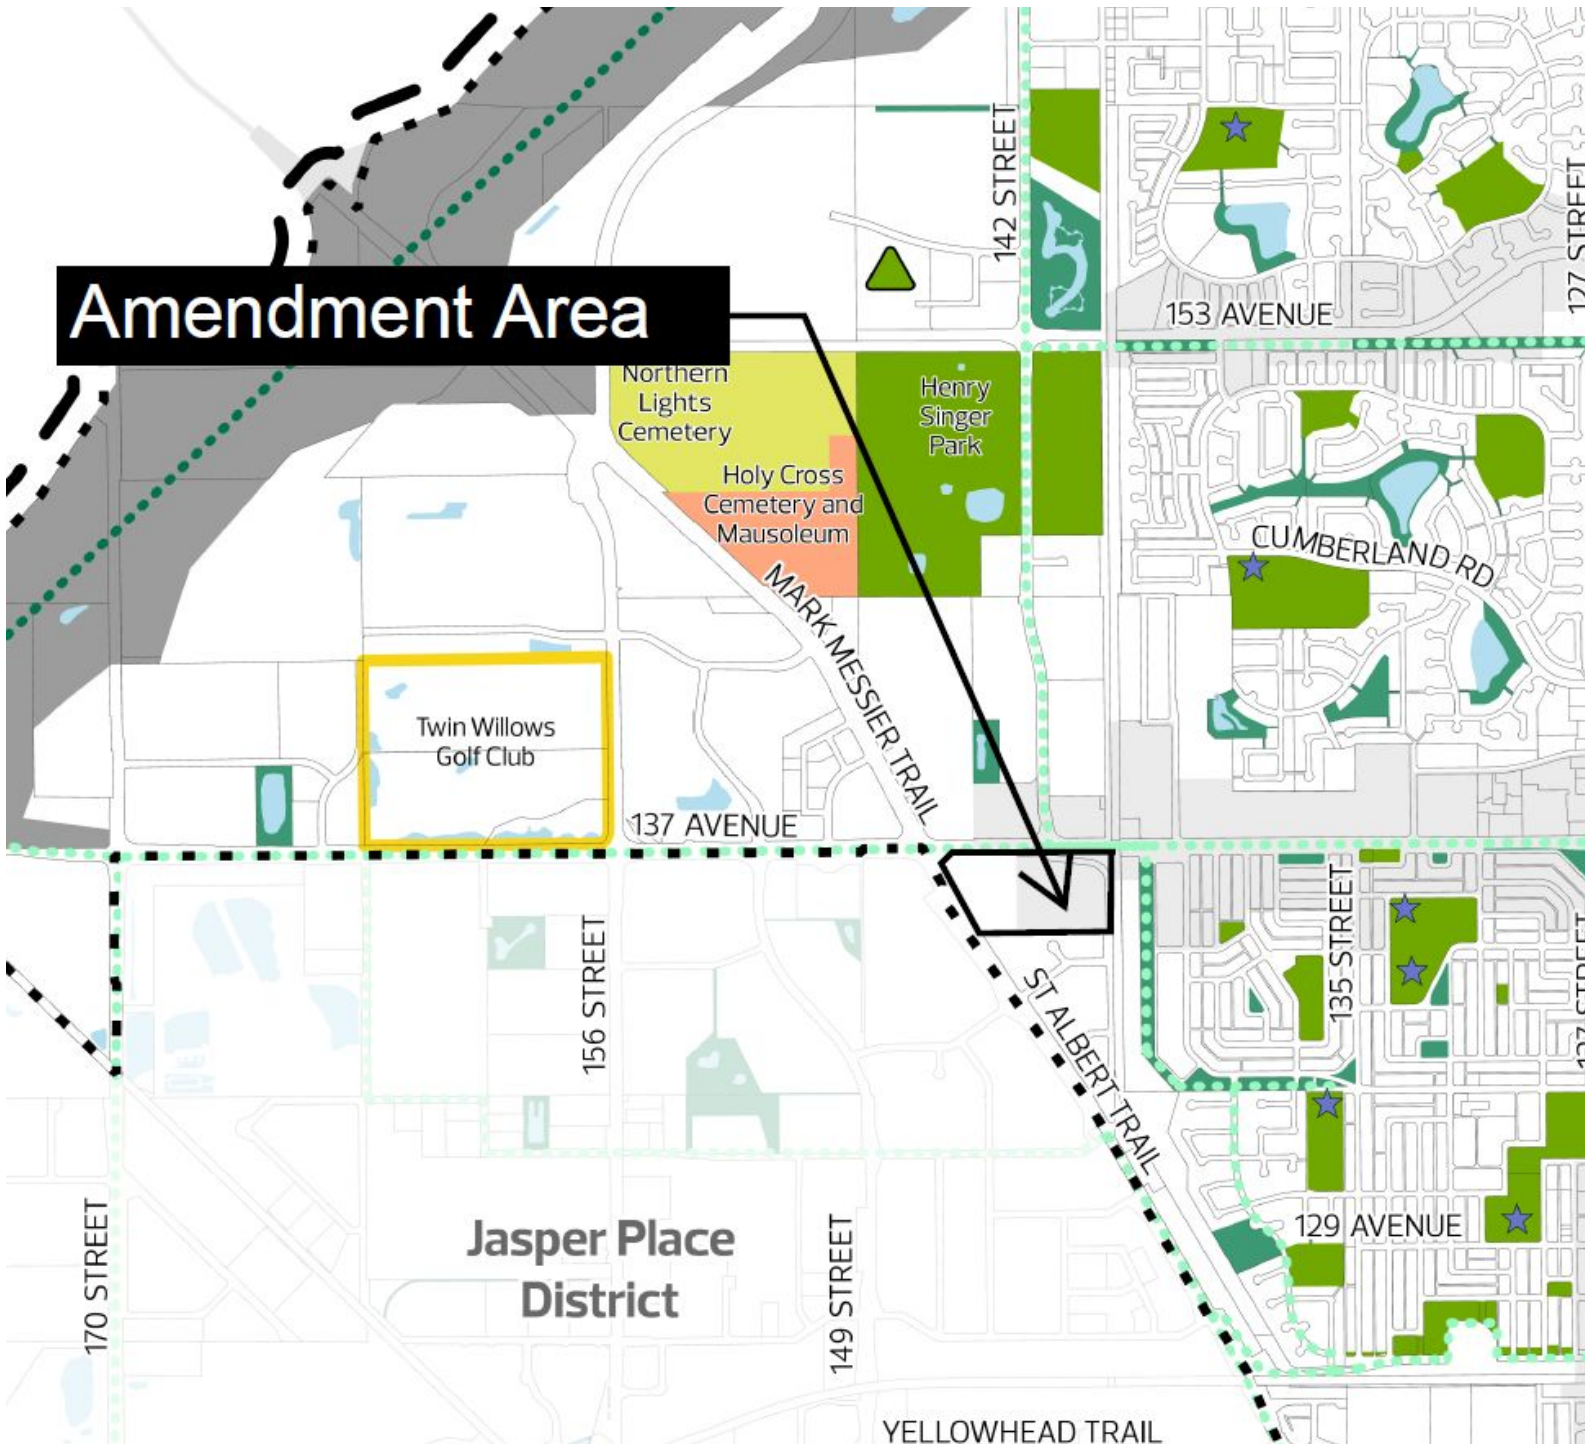 142 STREET
127 STREET
153 AVENUE
Amendment Area
Northern
Lights
Cemetery
Henry
Singer
Park
Holy Cross
Cemetery and
Mausoleum
CUMBERLAND RD
MARK MESSIER TRAIL
Twin Willows
Golf Club
137 AVENUE
156 STREET
135 STREET
127 STREET
ST ALBERT TRAIL
170 STREET
Jasper Place
District
149 STREET
129 AVENUE
YELLOWHEAD TRAIL